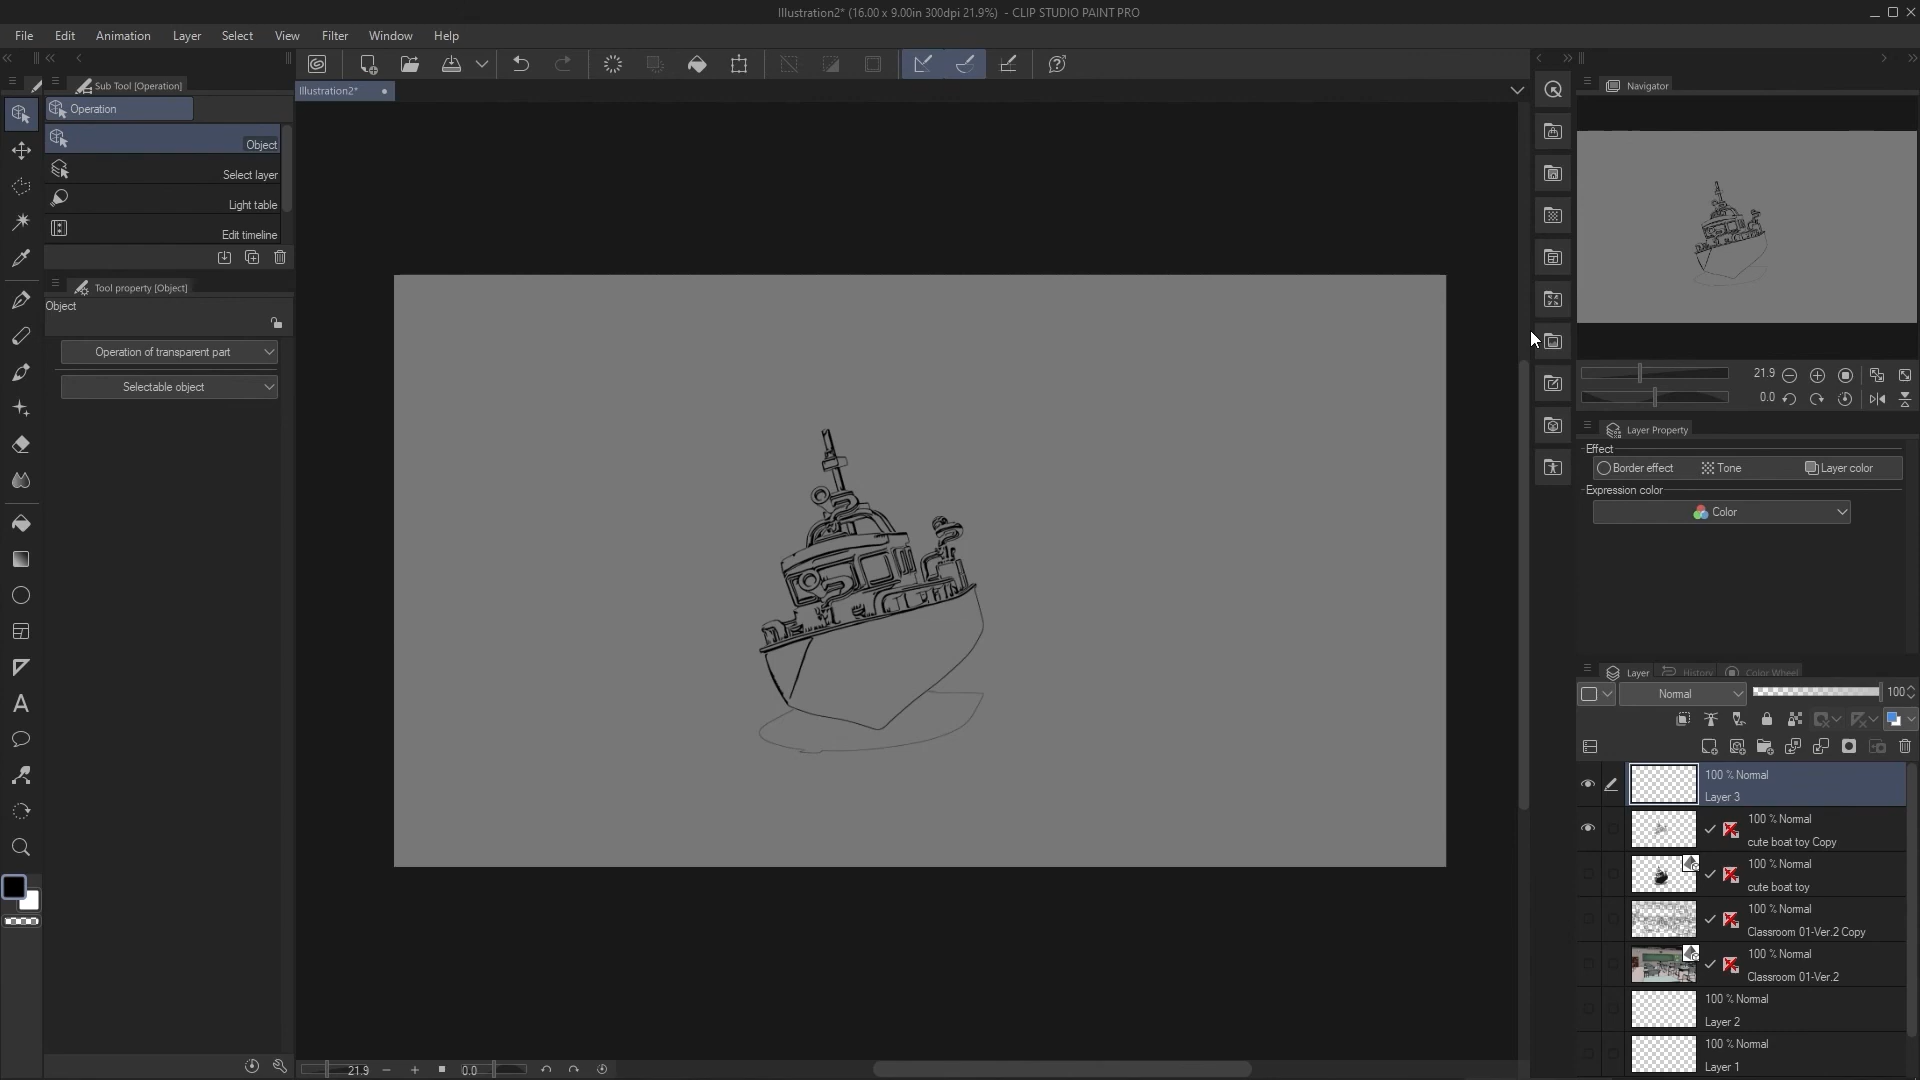 Illustration2* (16.00 x 9.00in 300dpi 21.9%) - CLIP STUDIO PAINT PRO
File Edit Animation Layer Select View Filter Window Help
Sub Tool [Operation]
Operation
Object
Select layer
Light table
Edit timeline
Tool property [Object]
Object
Operation of transparent part
Selectable object
Illustration2*
21.9
0.0
Navigator
21.9
0.0
Layer Property
Effect
Border effect Tone Layer color
Expression color
Color
Layer History Color Wheel
Normal 100
100 % Normal
Layer 3
100 % Normal
cute boat toy Copy
100 % Normal
cute boat toy
100 % Normal
Classroom 01-Ver.2 Copy
100 % Normal
Classroom 01-Ver.2
100 % Normal
Layer 2
100 % Normal
Layer 1